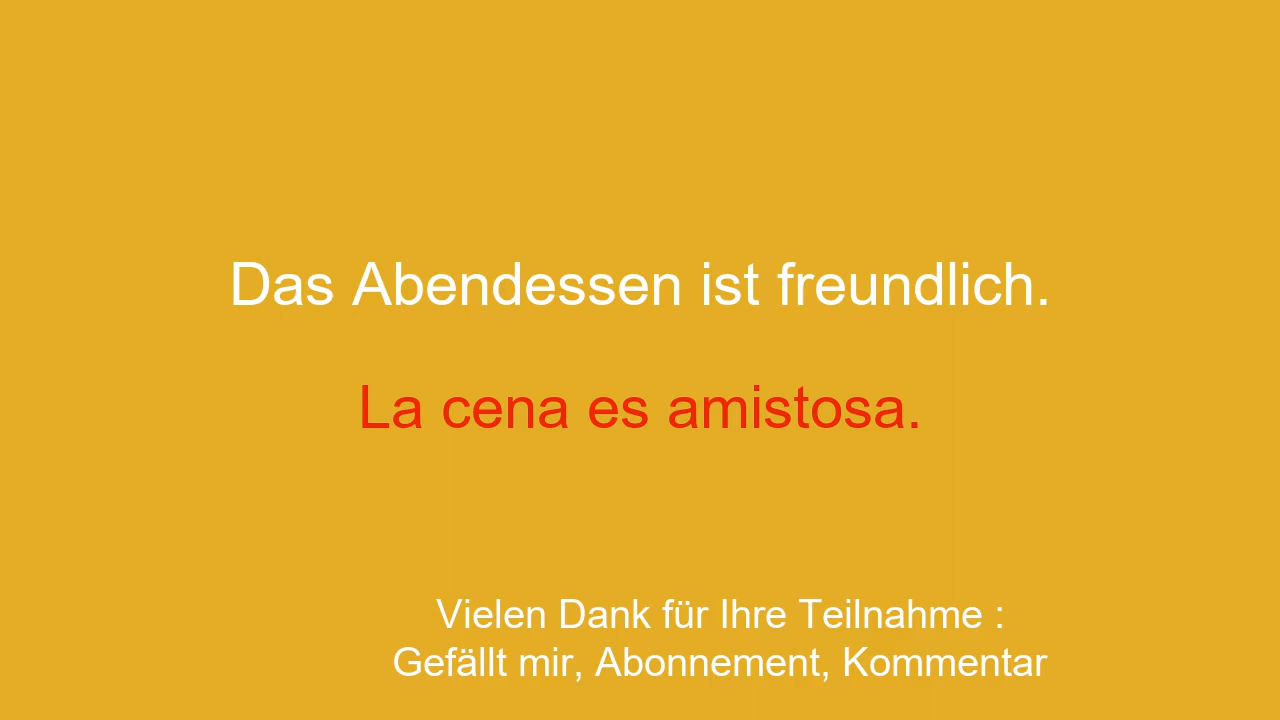 Das Abendessen ist freundlich.
La cena es amistosa.
Vielen Dank für Ihre Teilnahme :
Gefällt mir, Abonnement, Kommentar